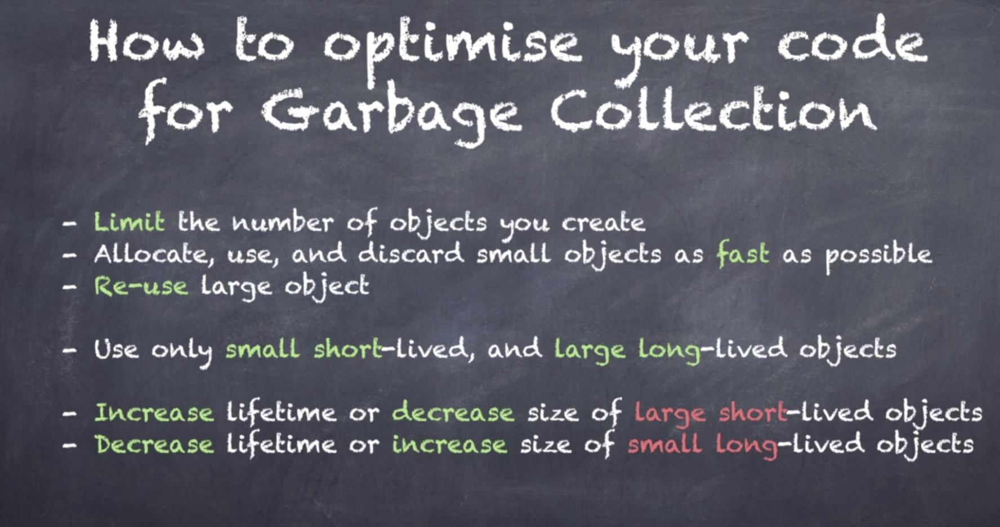 How to optimise your code
for Garbage Collection
- Limit the number of objects you create
- Allocate, use, and discard small objects as fast as possible
- Re-use large object
- Use only small short-lived, and large long-lived objects
- Increase lifetime or decrease size of large short-lived objects
- Decrease lifetime or increase size of small long-lived objects